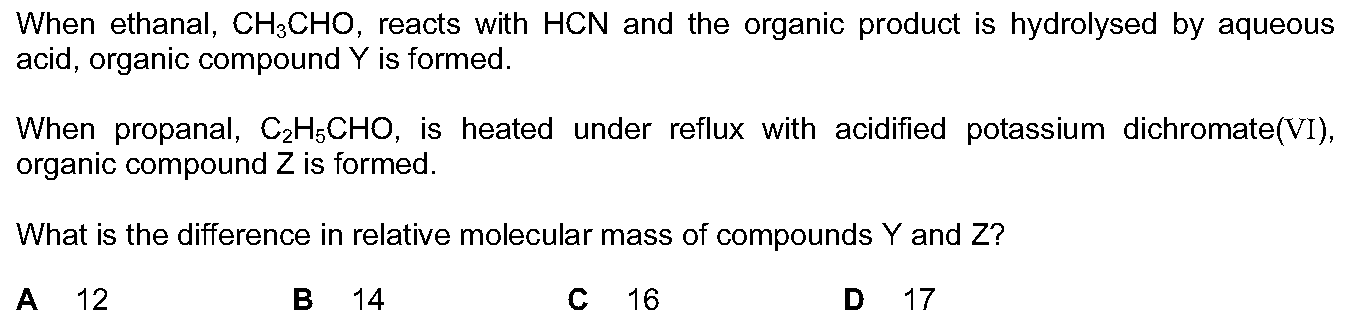 When ethanal, CH₃CHO, reacts with HCN and the organic product is hydrolysed by aqueous
acid, organic compound Y is formed.
When propanal, C₂H₅CHO, is heated under reflux with acidified potassium dichromate(VI),
organic compound Z is formed.
What is the difference in relative molecular mass of compounds Y and Z?
A 12 B 14 C 16 D 17